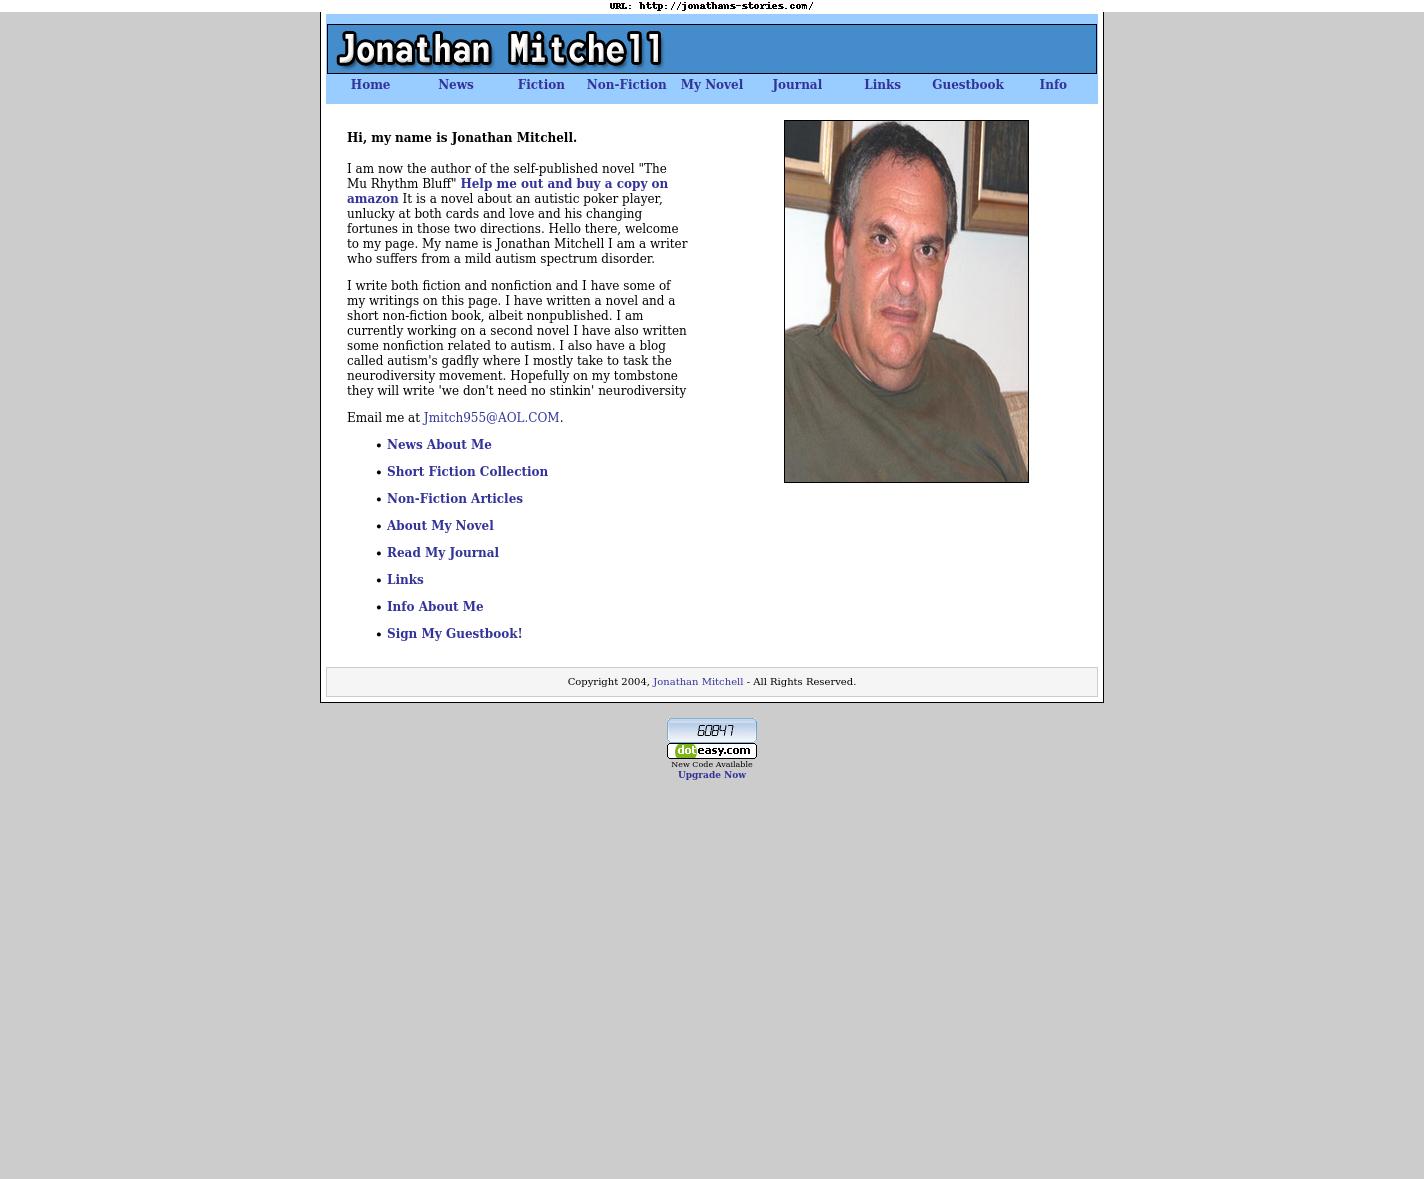 URL: http://jonathans-stories.com/
Jonathan Mitchell
Home News Fiction Non-Fiction My Novel Journal Links Guestbook Info
Hi, my name is Jonathan Mitchell.
I am now the author of the self-published novel "The
Mu Rhythm Bluff" Help me out and buy a copy on
amazon It is a novel about an autistic poker player,
unlucky at both cards and love and his changing
fortunes in those two directions. Hello there, welcome
to my page. My name is Jonathan Mitchell I am a writer
who suffers from a mild autism spectrum disorder.
I write both fiction and nonfiction and I have some of
my writings on this page. I have written a novel and a
short non-fiction book, albeit nonpublished. I am
currently working on a second novel I have also written
some nonfiction related to autism. I also have a blog
called autism's gadfly where I mostly take to task the
neurodiversity movement. Hopefully on my tombstone
they will write 'we don't need no stinkin' neurodiversity
Email me at Jmitch955@AOL.COM.
• News About Me
• Short Fiction Collection
• Non-Fiction Articles
• About My Novel
• Read My Journal
• Links
• Info About Me
• Sign My Guestbook!
Copyright 2004, Jonathan Mitchell - All Rights Reserved.
60847
doteasy.com
New Code Available
Upgrade Now